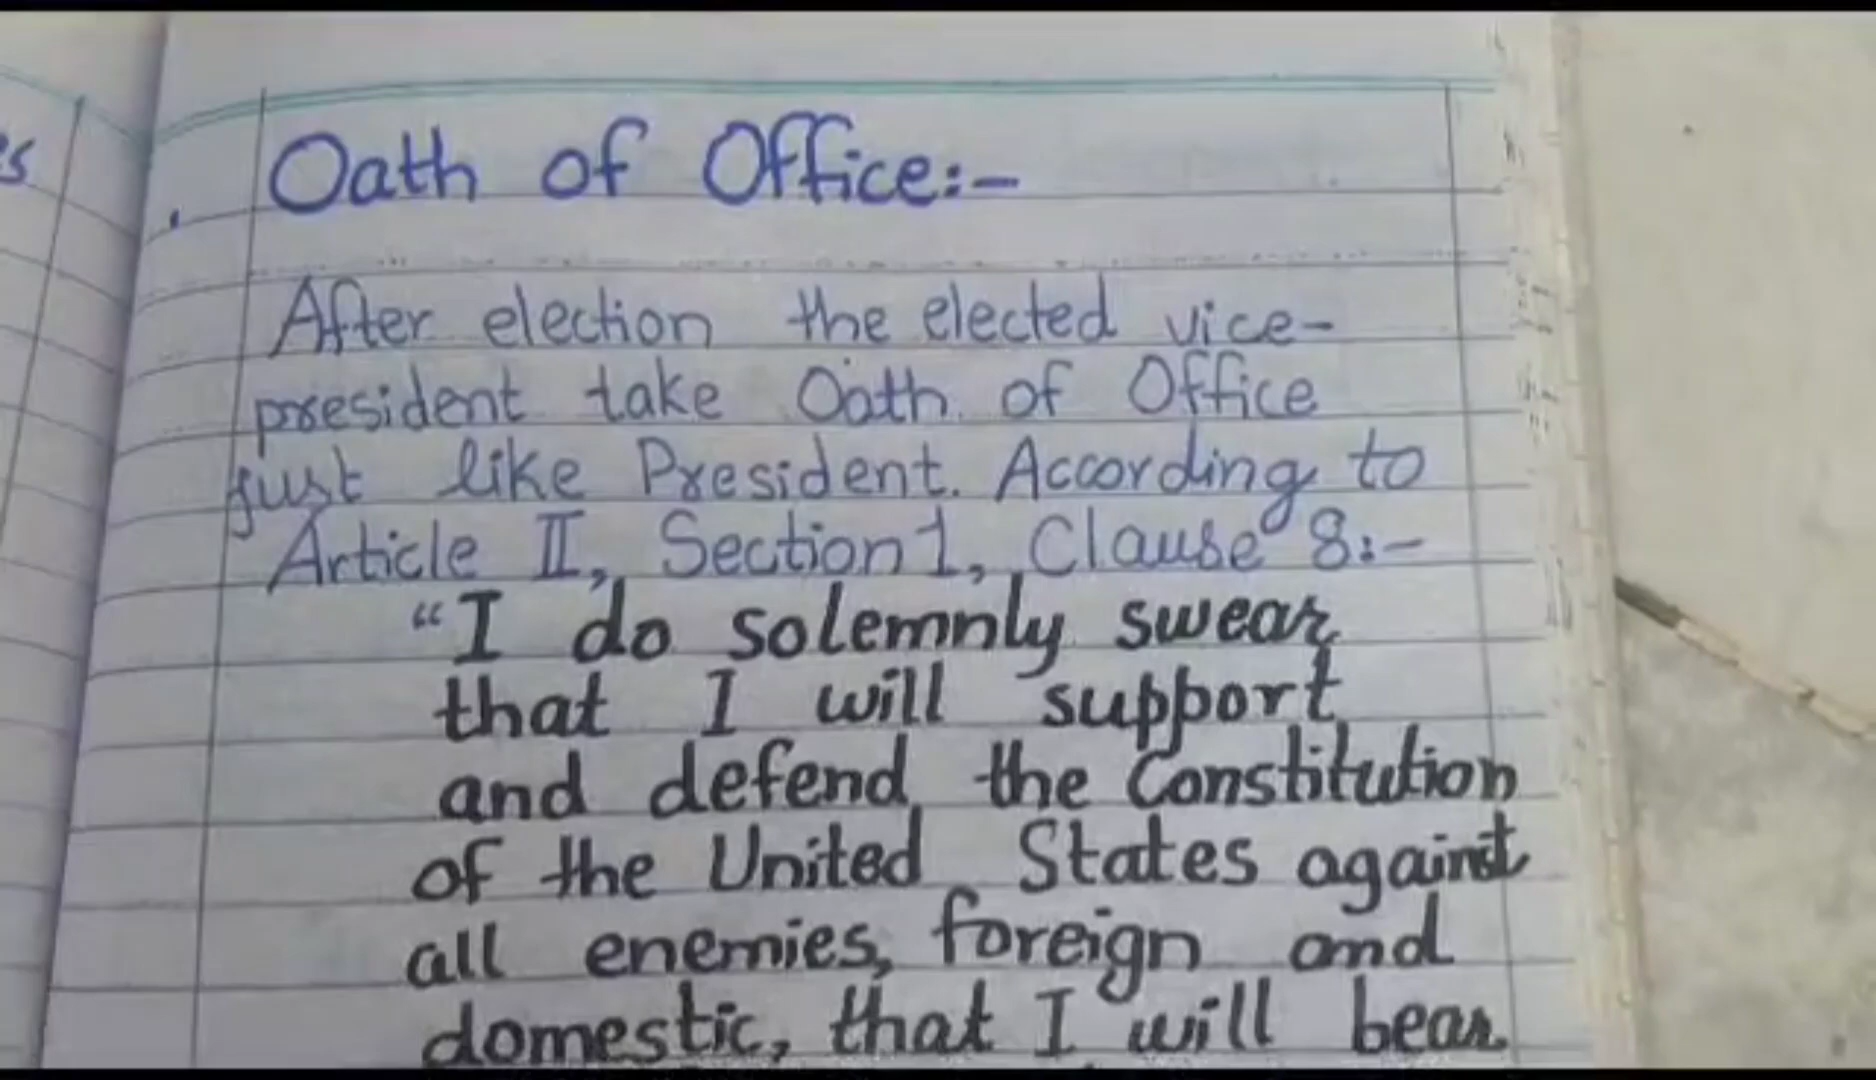 es
Oath of Office:-
After election the elected vice-
president take Oath of Office
just like President. According to
Article II, Section 1, Clause 8:-
“I do solemnly swear
that I will support
and defend the Constitution
of the United States against
all enemies, foreign and
domestic, that I will bear